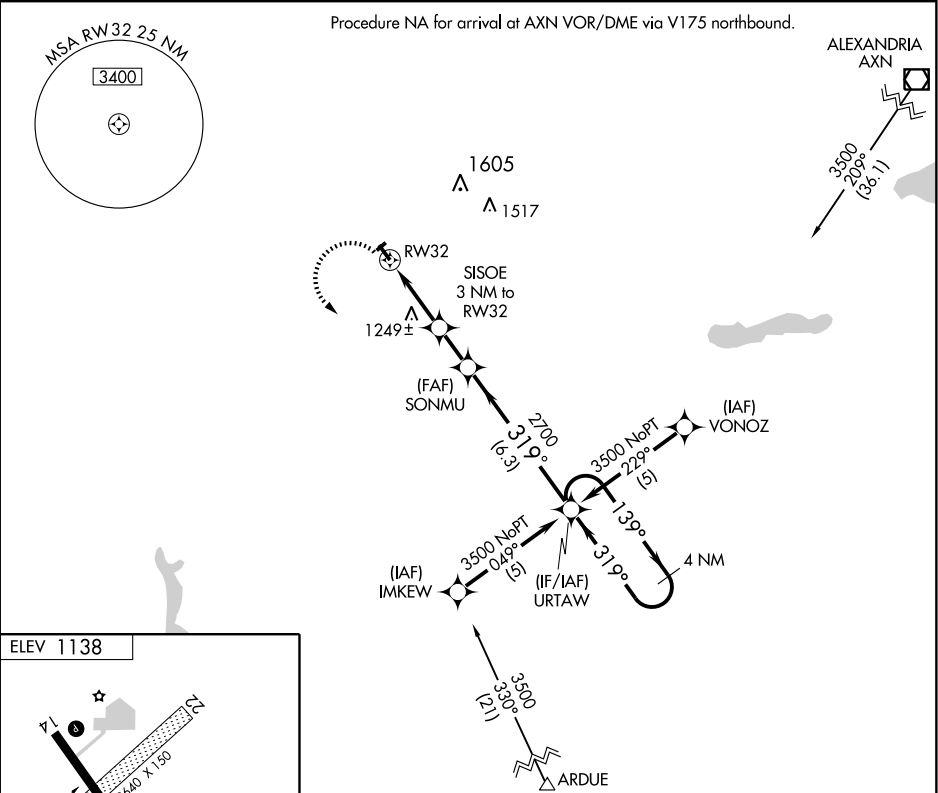 Procedure NA for arrival at AXN VOR/DME via V175 northbound.
MSA RW32 25 NM
3400
ALEXANDRIA
AXN
3500
209°
(36.1)
1605
1517
RW32
SISOE
3 NM to
RW32
1249±
(FAF)
SONMU
2700
319°
(6.3)
(IAF)
VONOZ
3500 NoPT
229°
(5)
139°
4 NM
319°
3500 NoPT
049°
(5)
(IAF)
IMKEW
(IF/IAF)
URTAW
3500
330°
(21)
ARDUE
ELEV 1138
14
P
22
640 X 150